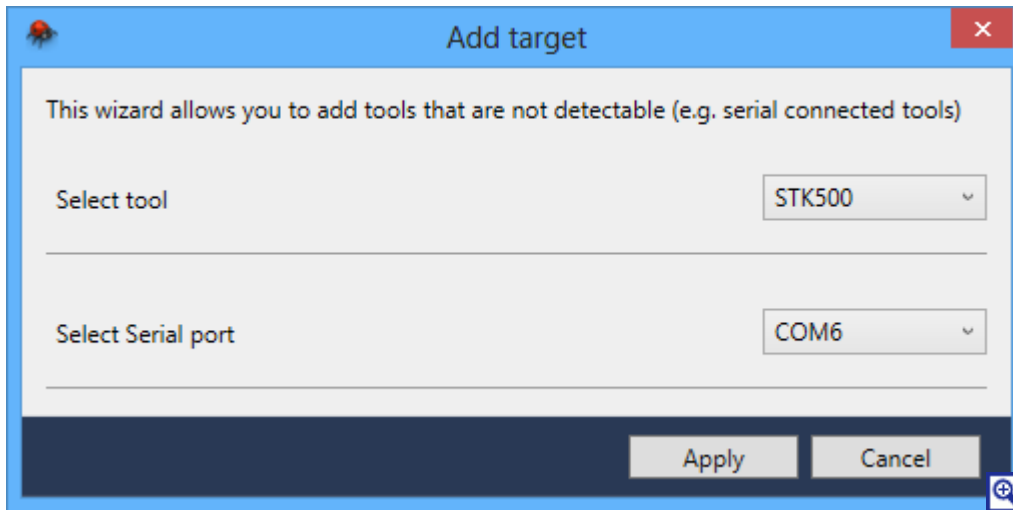 Add target
This wizard allows you to add tools that are not detectable (e.g. serial connected tools)
Select tool
STK500
Select Serial port
COM6
Apply
Cancel